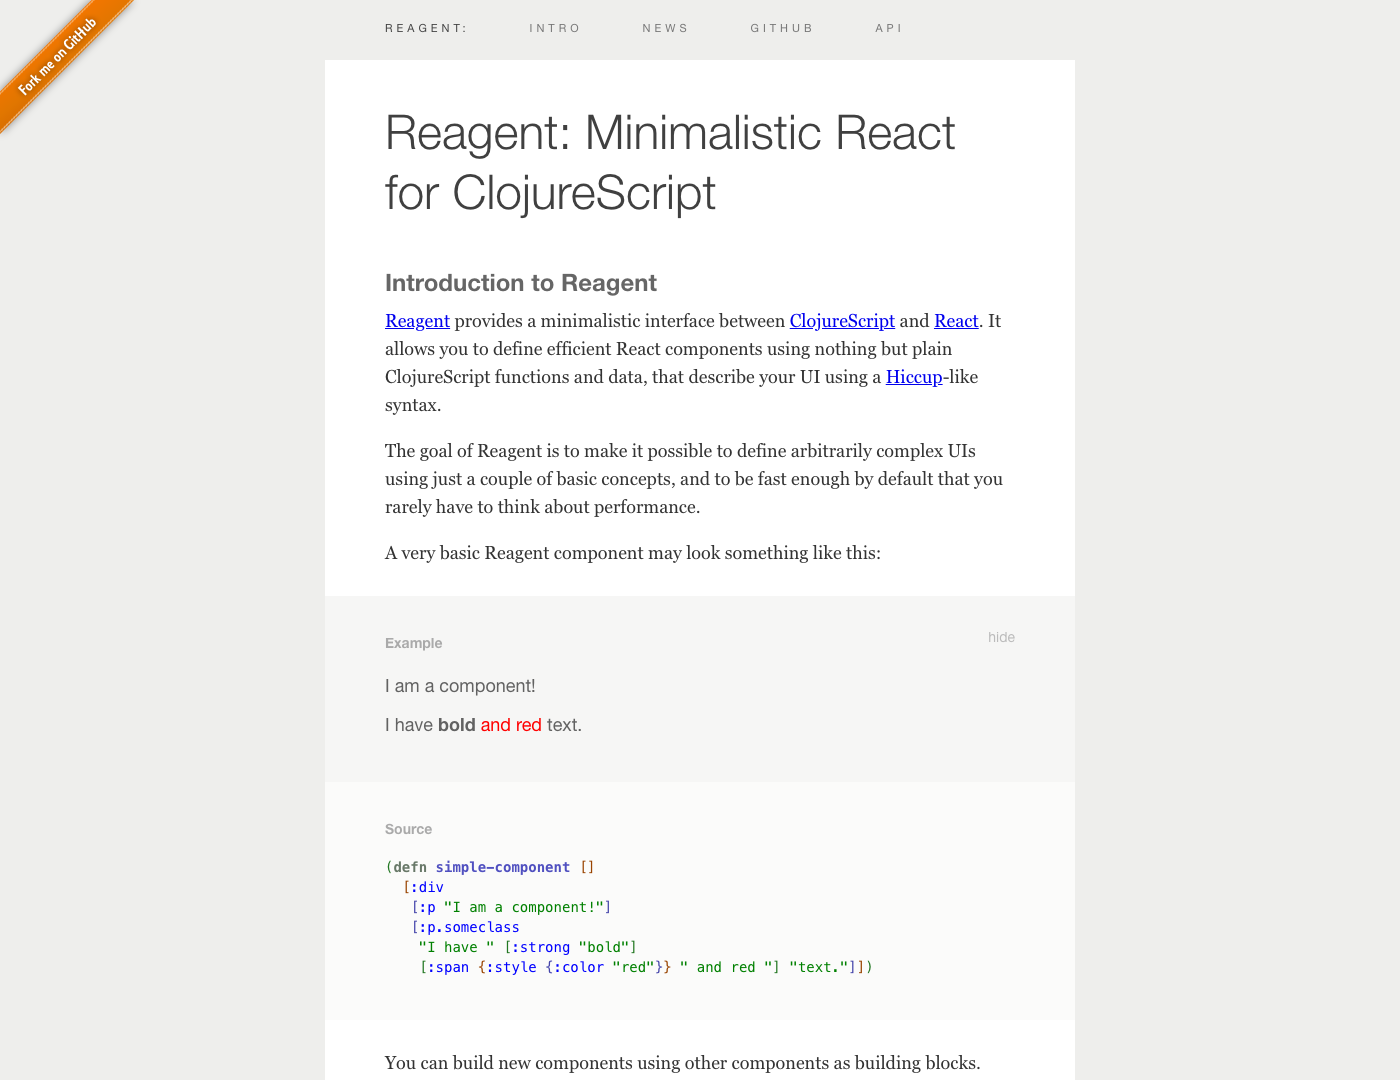 Fork me on GitHub
REAGENT: INTRO NEWS GITHUB API
Reagent: Minimalistic React
for ClojureScript
Introduction to Reagent
Reagent provides a minimalistic interface between ClojureScript and React. It
allows you to define efficient React components using nothing but plain
ClojureScript functions and data, that describe your UI using a Hiccup-like
syntax.
The goal of Reagent is to make it possible to define arbitrarily complex UIs
using just a couple of basic concepts, and to be fast enough by default that you
rarely have to think about performance.
A very basic Reagent component may look something like this:
Example hide
I am a component!
I have bold and red text.
Source
(defn simple-component []
  [:div
   [:p "I am a component!"]
   [:p.someclass
    "I have " [:strong "bold"]
    [:span {:style {:color "red"}} " and red "] "text."]])
You can build new components using other components as building blocks.